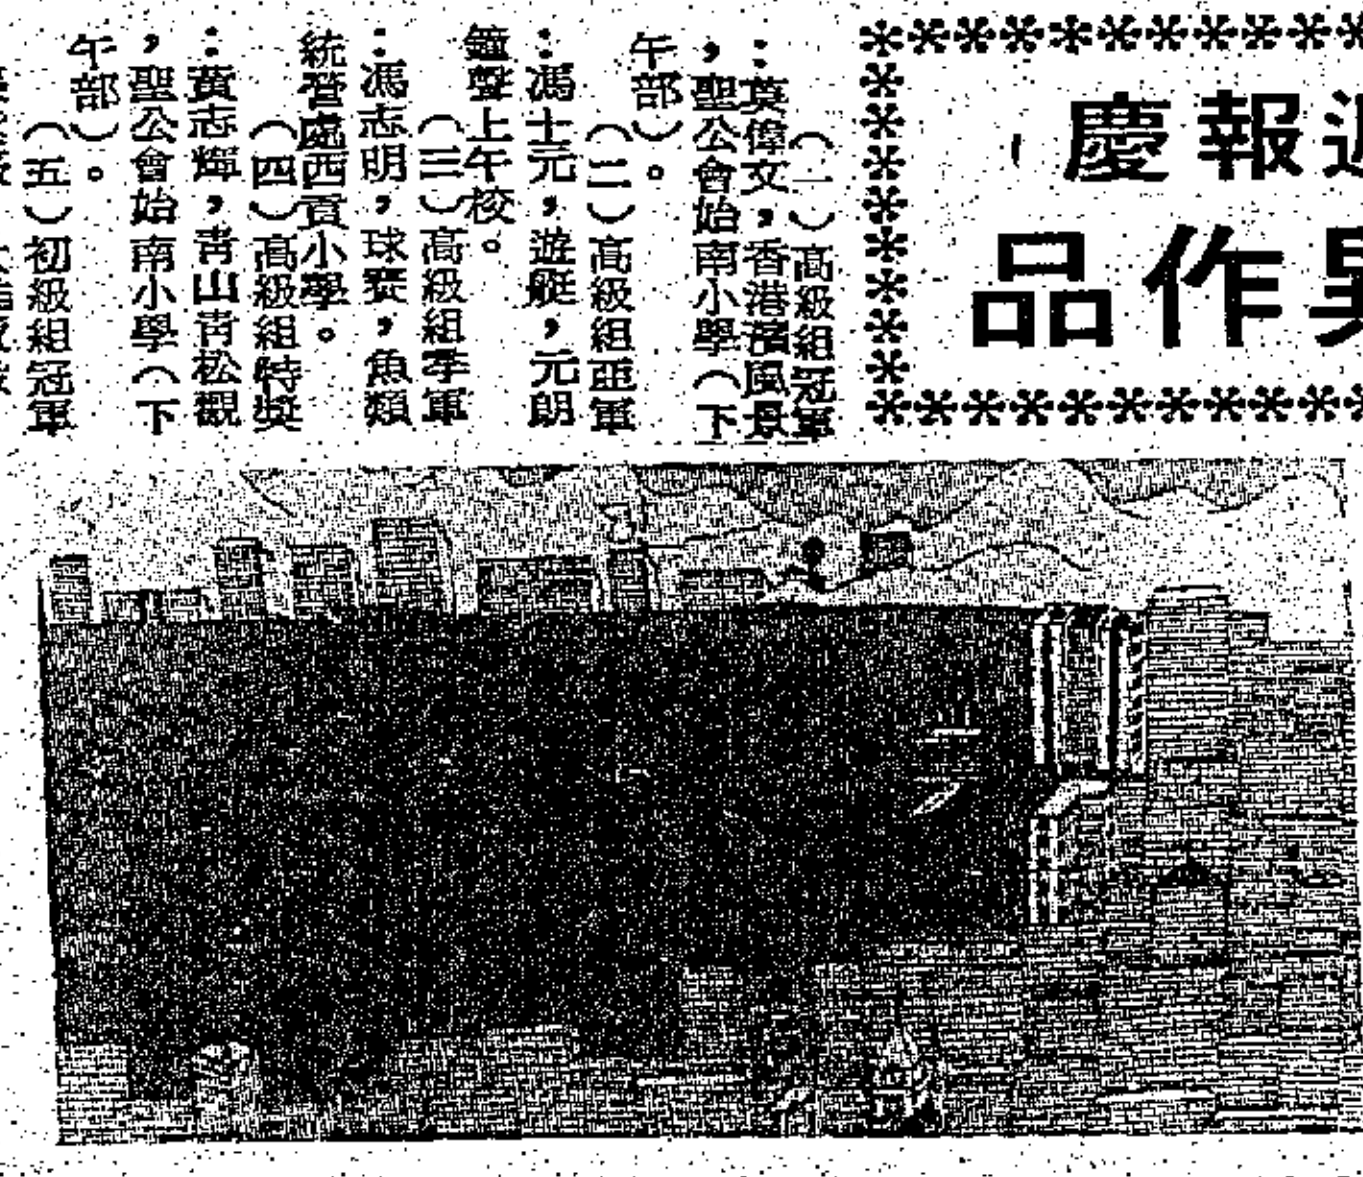 報慶
作品
（一）高級組冠軍
：偉文，香港風景
，聖公會始南小學（下
午部）。
（二）高級組亞軍
：馮士元，遊艇，元朗
鐘聲上午校。
（三）高級組季軍
：馮志明，球賽，魚類
統營處西貢小學。
（四）高級組特獎
：黃志輝，青山青松觀
，聖公會始南小學（下
午部）。
（五）初級組冠軍